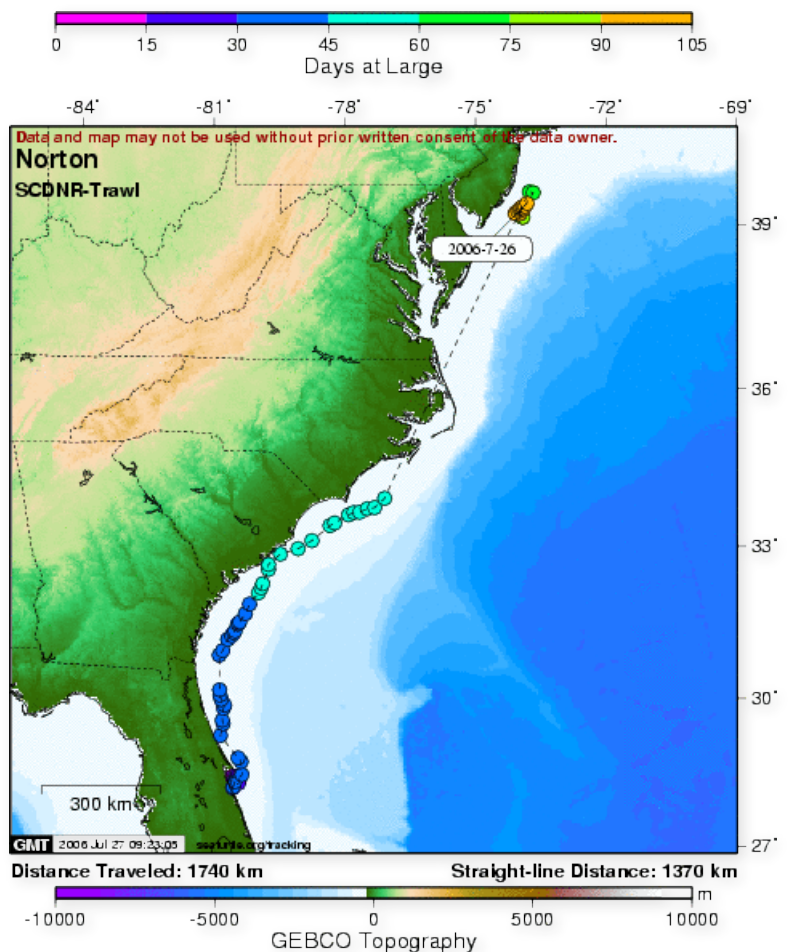 0 15 30 45 60 75 90 105
Days at Large
-84° -81° -78° -75° -72° -69°
Data and map may not be used without prior written consent of the data owner.
Norton
SCDNR-Trawl
39°
2006-7-26
36°
33°
30°
300 km
GMT 2006 Jul 27 09:23:05 seaturtle.org/tracking
27°
Distance Traveled: 1740 km Straight-line Distance: 1370 km
m
-10000 -5000 0 5000 10000
GEBCO Topography